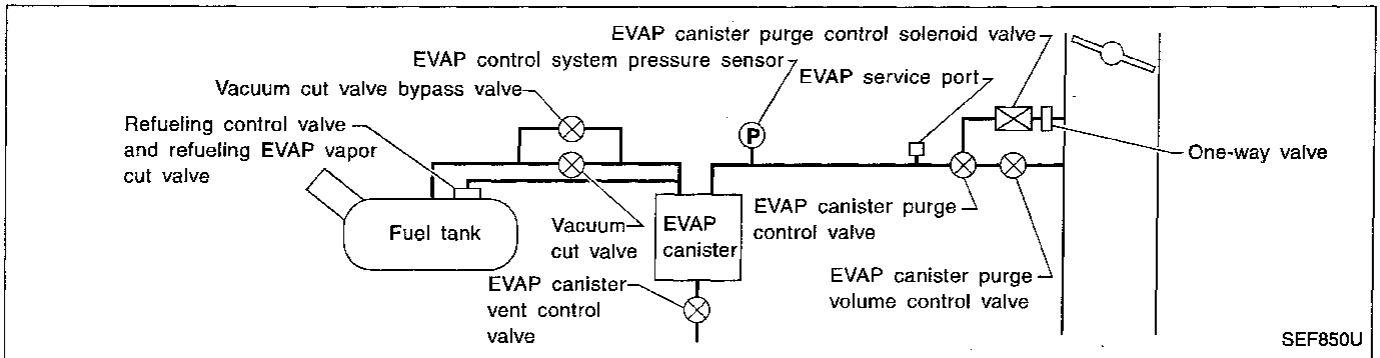 EVAP canister purge control solenoid valve
EVAP control system pressure sensor
EVAP service port
Vacuum cut valve bypass valve
Refueling control valve
and refueling EVAP vapor
cut valve
P
One-way valve
Fuel tank
Vacuum
cut valve
EVAP
canister
EVAP canister purge
control valve
EVAP canister
vent control
valve
EVAP canister purge
volume control valve
SEF850U